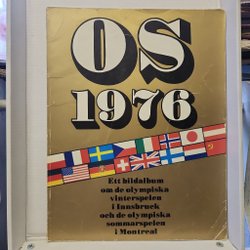 OS
1976
Ett bildalbum
om de olympiska
vinterspelen
i Innsbruck
och de olympiska
sommarspelen
i Montreal